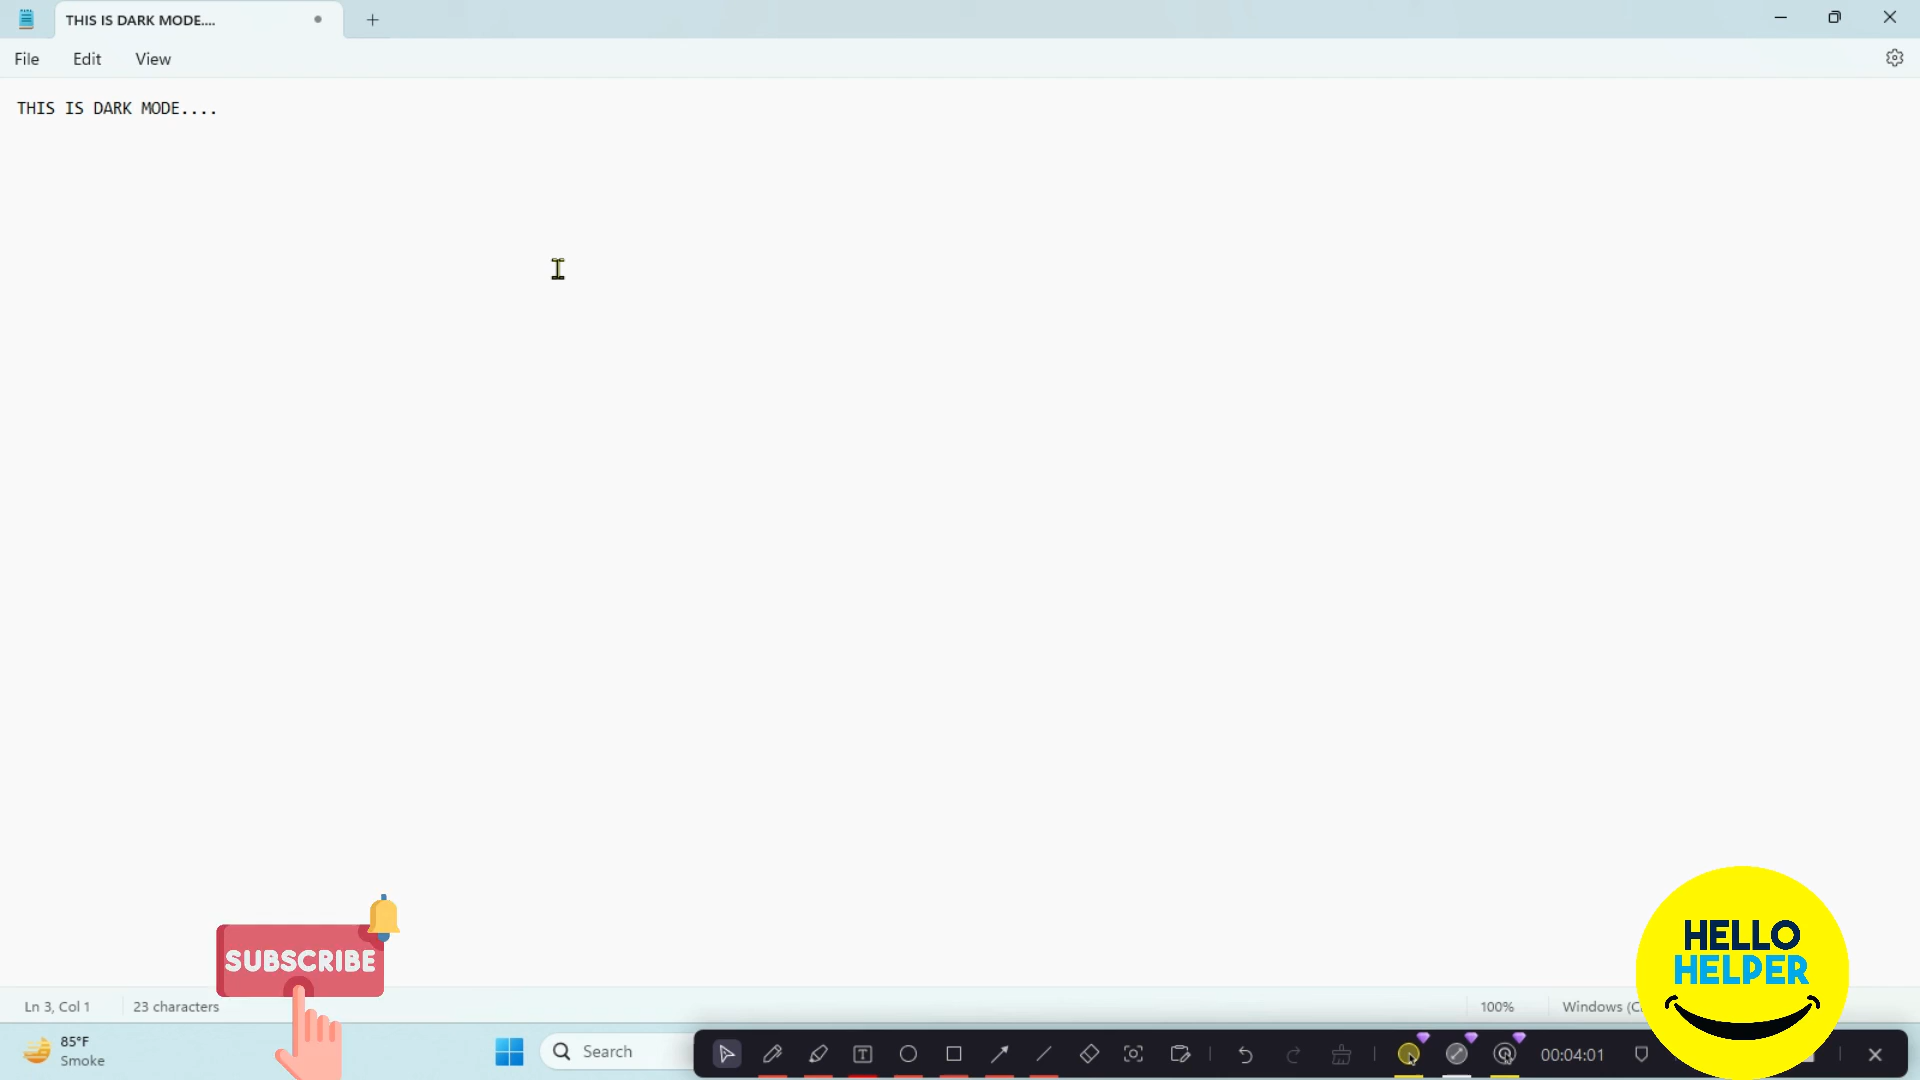 THIS IS DARK MODE....
File Edit View
THIS IS DARK MODE....
SUBSCRIBE
HELLO
HELPER
Ln 3, Col 1 23 characters 100% Windows (C
85°F
Smoke
Search
00:04:01